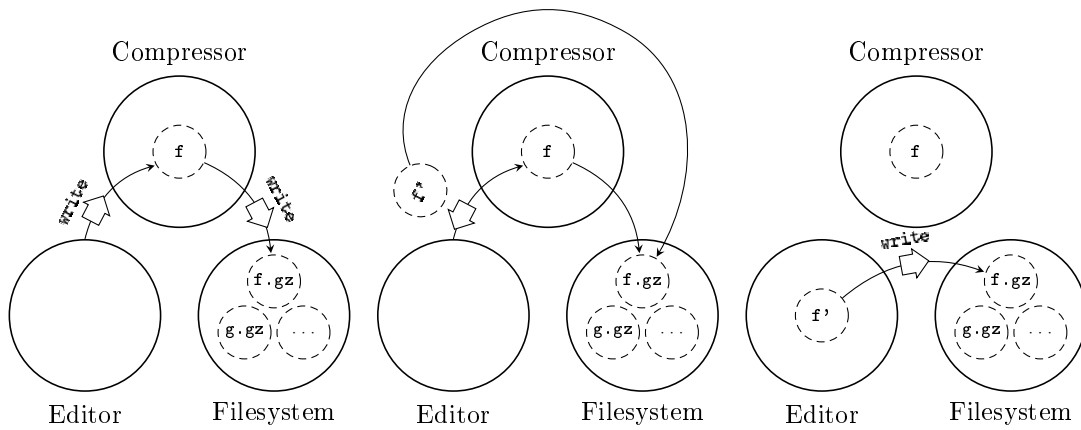 Compressor
f
write
write
f.gz
g.gz
...
Editor
Filesystem
Compressor
f
f'
f.gz
g.gz
...
Editor
Filesystem
Compressor
f
write
f'
f.gz
g.gz
...
Editor
Filesystem